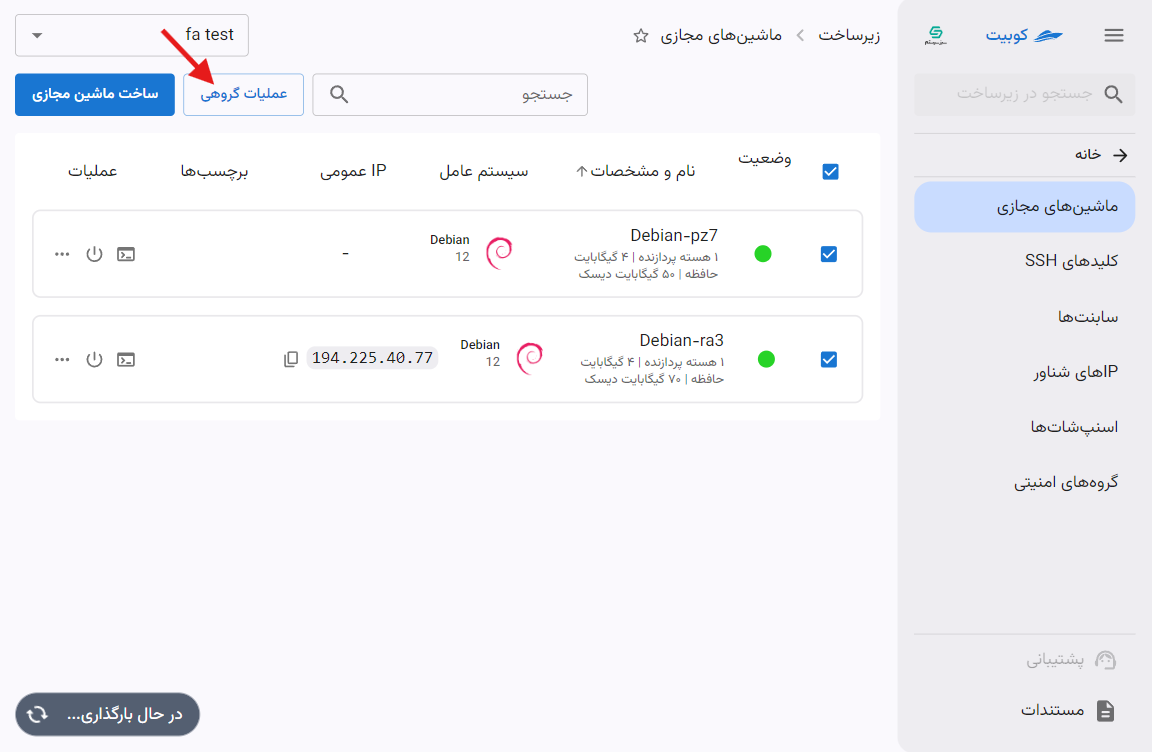 کوبیت
زیرساخت
ماشین‌های مجازی
fa test
جستجو در زیرساخت
جستجو
عملیات گروهی
ساخت ماشین مجازی
خانه
ماشین‌های مجازی
کلیدهای SSH
سابنت‌ها
IPهای شناور
اسنپ‌شات‌ها
گروه‌های امنیتی
پشتیبانی
مستندات
وضعیت
نام و مشخصات
سیستم عامل
IP عمومی
برچسب‌ها
عملیات
Debian-pz7
۱ هسته پردازنده | ۴ گیگابایت
حافظه | ۵۰ گیگابایت دیسک
Debian
12
-
Debian-ra3
۱ هسته پردازنده | ۴ گیگابایت
حافظه | ۷۰ گیگابایت دیسک
Debian
12
194.225.40.77
در حال بارگذاری...